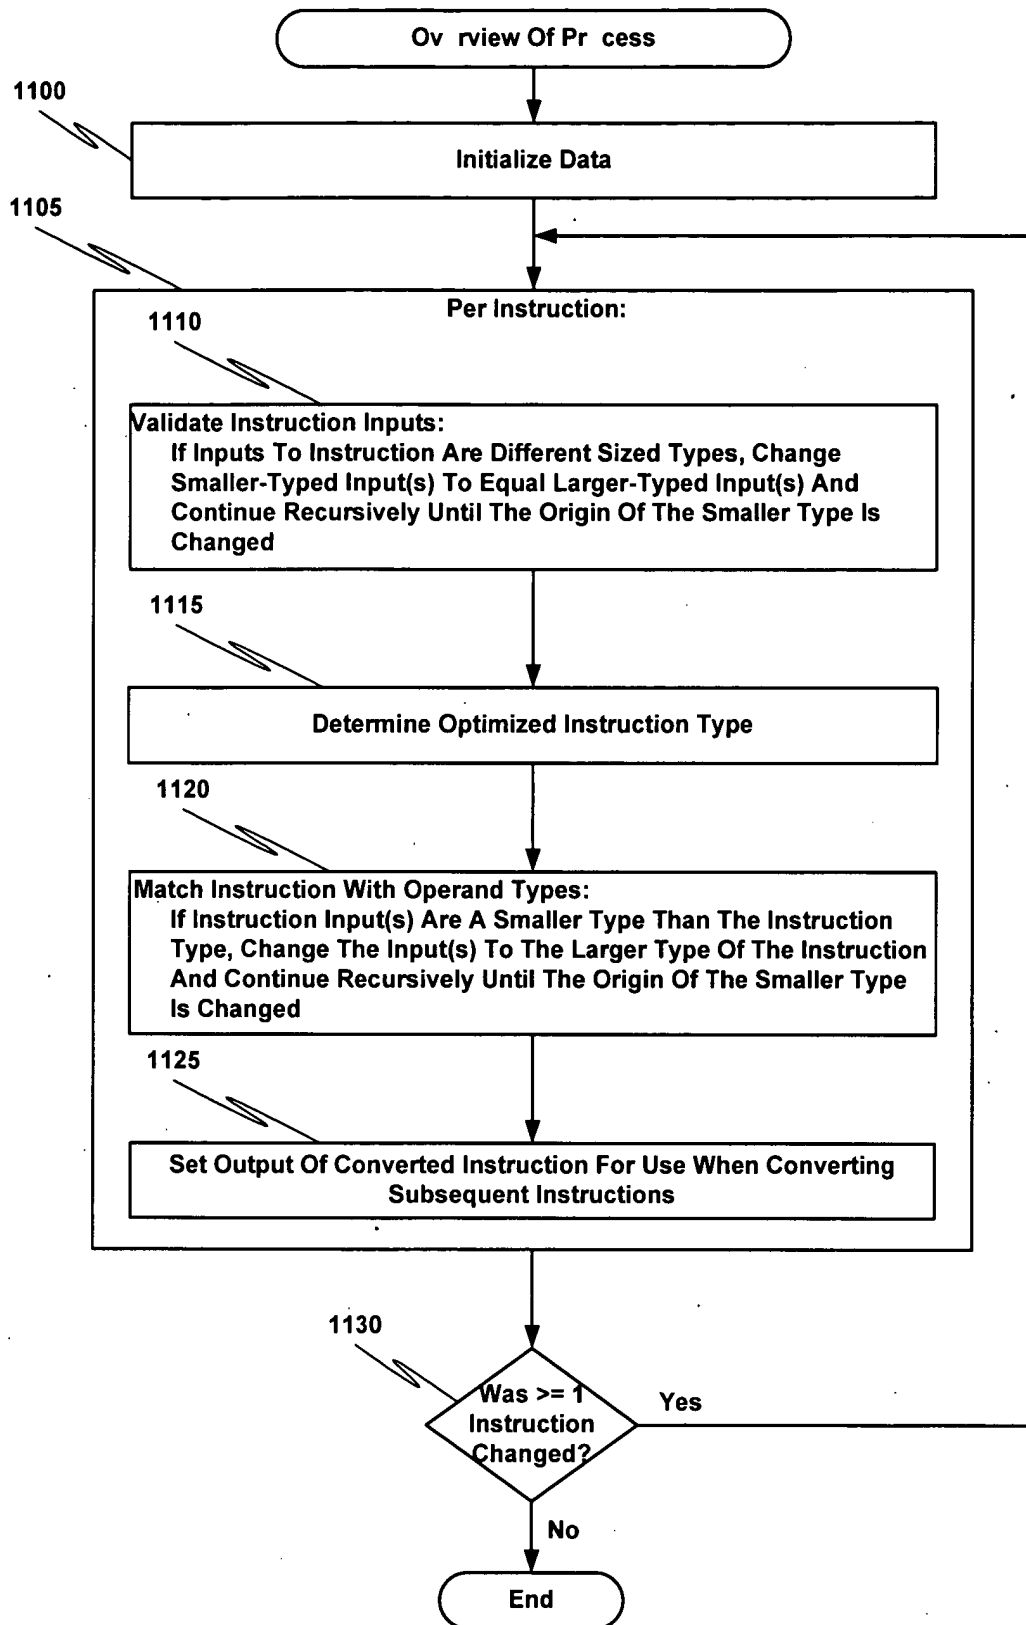 Ov rview Of Pr cess
1100
Initialize Data
1105
Per Instruction:
1110
Validate Instruction Inputs:
If Inputs To Instruction Are Different Sized Types, Change
Smaller-Typed Input(s) To Equal Larger-Typed Input(s) And
Continue Recursively Until The Origin Of The Smaller Type Is
Changed
1115
Determine Optimized Instruction Type
1120
Match Instruction With Operand Types:
If Instruction Input(s) Are A Smaller Type Than The Instruction
Type, Change The Input(s) To The Larger Type Of The Instruction
And Continue Recursively Until The Origin Of The Smaller Type
Is Changed
1125
Set Output Of Converted Instruction For Use When Converting
Subsequent Instructions
1130
Was >= 1
Instruction
Changed?
Yes
No
End